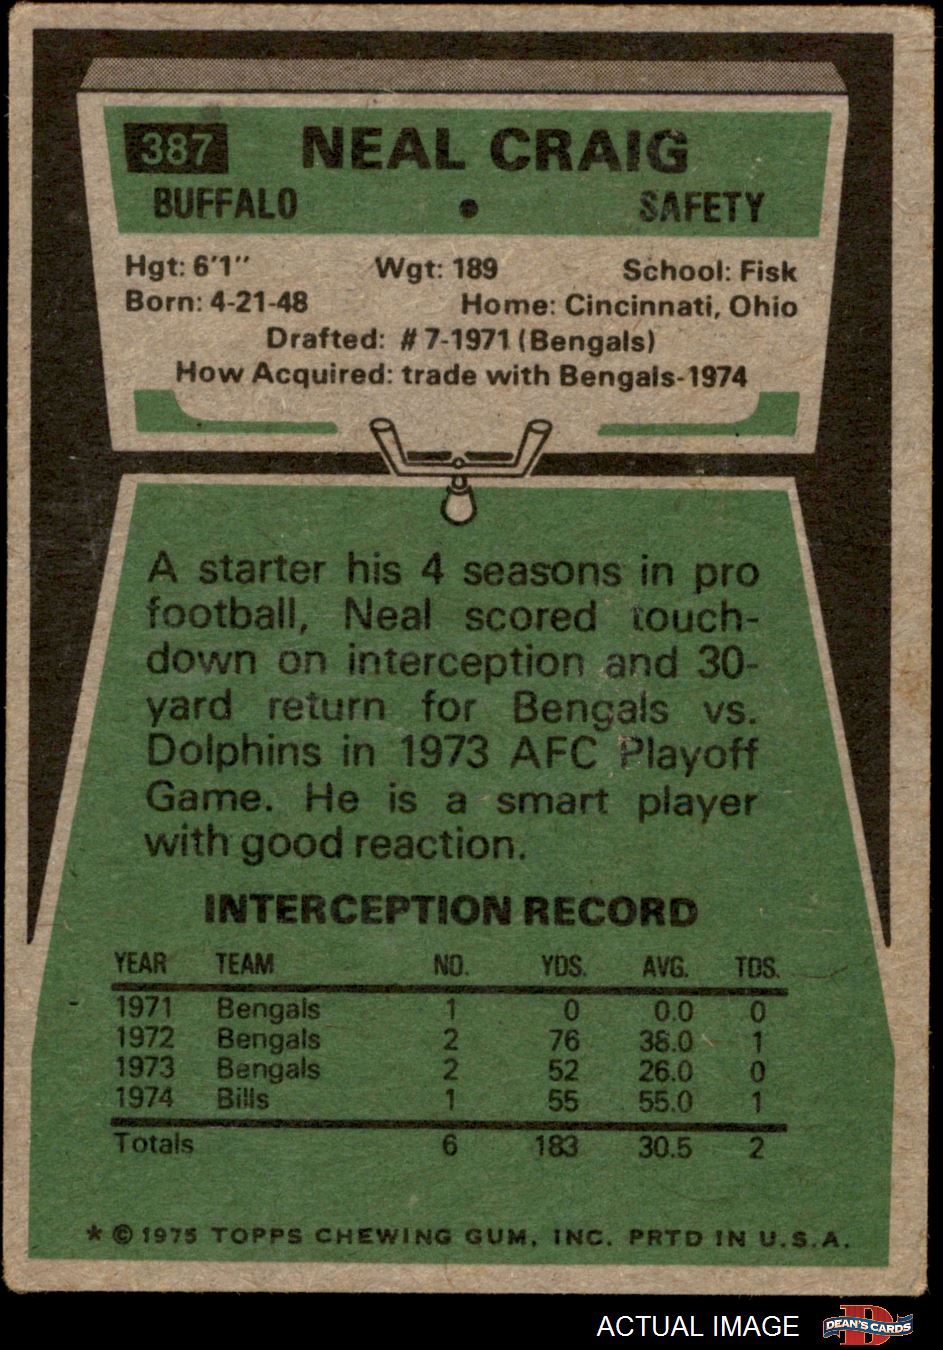 387 NEAL CRAIG
BUFFALO • SAFETY
Hgt: 6'1" Wgt: 189 School: Fisk
Born: 4-21-48 Home: Cincinnati, Ohio
Drafted: #7-1971 (Bengals)
How Acquired: trade with Bengals-1974
A starter his 4 seasons in pro
football, Neal scored touch-
down on interception and 30-
yard return for Bengals vs.
Dolphins in 1973 AFC Playoff
Game. He is a smart player
with good reaction.
INTERCEPTION RECORD
YEAR TEAM NO. YDS. AVG. TDS.
1971 Bengals 1 0 0.0 0
1972 Bengals 2 76 38.0 1
1973 Bengals 2 52 26.0 0
1974 Bills 1 55 55.0 1
Totals 6 183 30.5 2
* © 1975 TOPPS CHEWING GUM, INC. PRTD IN U.S.A.
ACTUAL IMAGE D DEAN'S CARDS